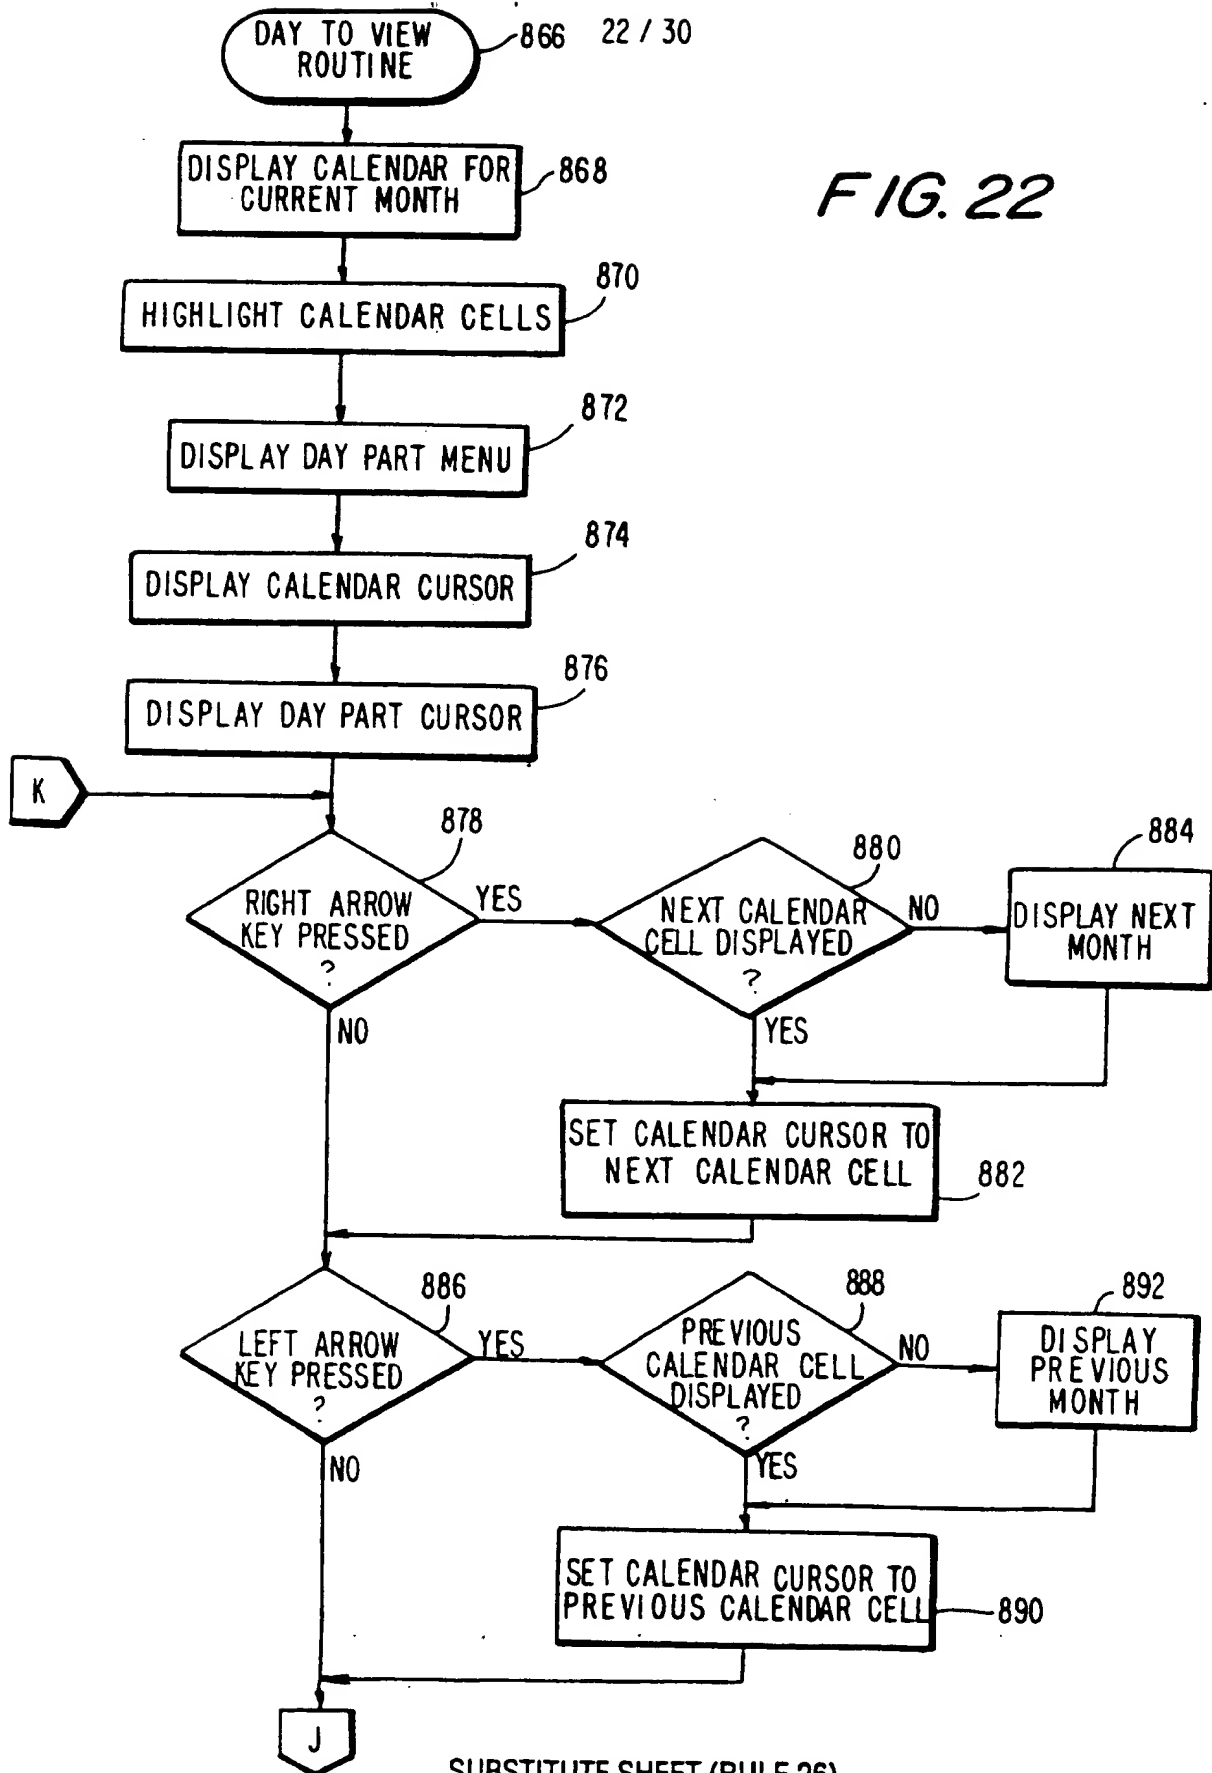 DAY TO VIEW
ROUTINE
866
22 / 30
FIG. 22
DISPLAY CALENDAR FOR
CURRENT MONTH
868
HIGHLIGHT CALENDAR CELLS
870
DISPLAY DAY PART MENU
872
DISPLAY CALENDAR CURSOR
874
DISPLAY DAY PART CURSOR
876
K
RIGHT ARROW
KEY PRESSED
?
878
YES
NO
NEXT CALENDAR
CELL DISPLAYED
?
880
NO
YES
DISPLAY NEXT
MONTH
884
SET CALENDAR CURSOR TO
NEXT CALENDAR CELL
882
LEFT ARROW
KEY PRESSED
?
886
YES
NO
PREVIOUS
CALENDAR CELL
DISPLAYED
?
888
NO
YES
DISPLAY
PREVIOUS
MONTH
892
SET CALENDAR CURSOR TO
PREVIOUS CALENDAR CELL
890
J
SUBSTITUTE SHEET (RULE 26)